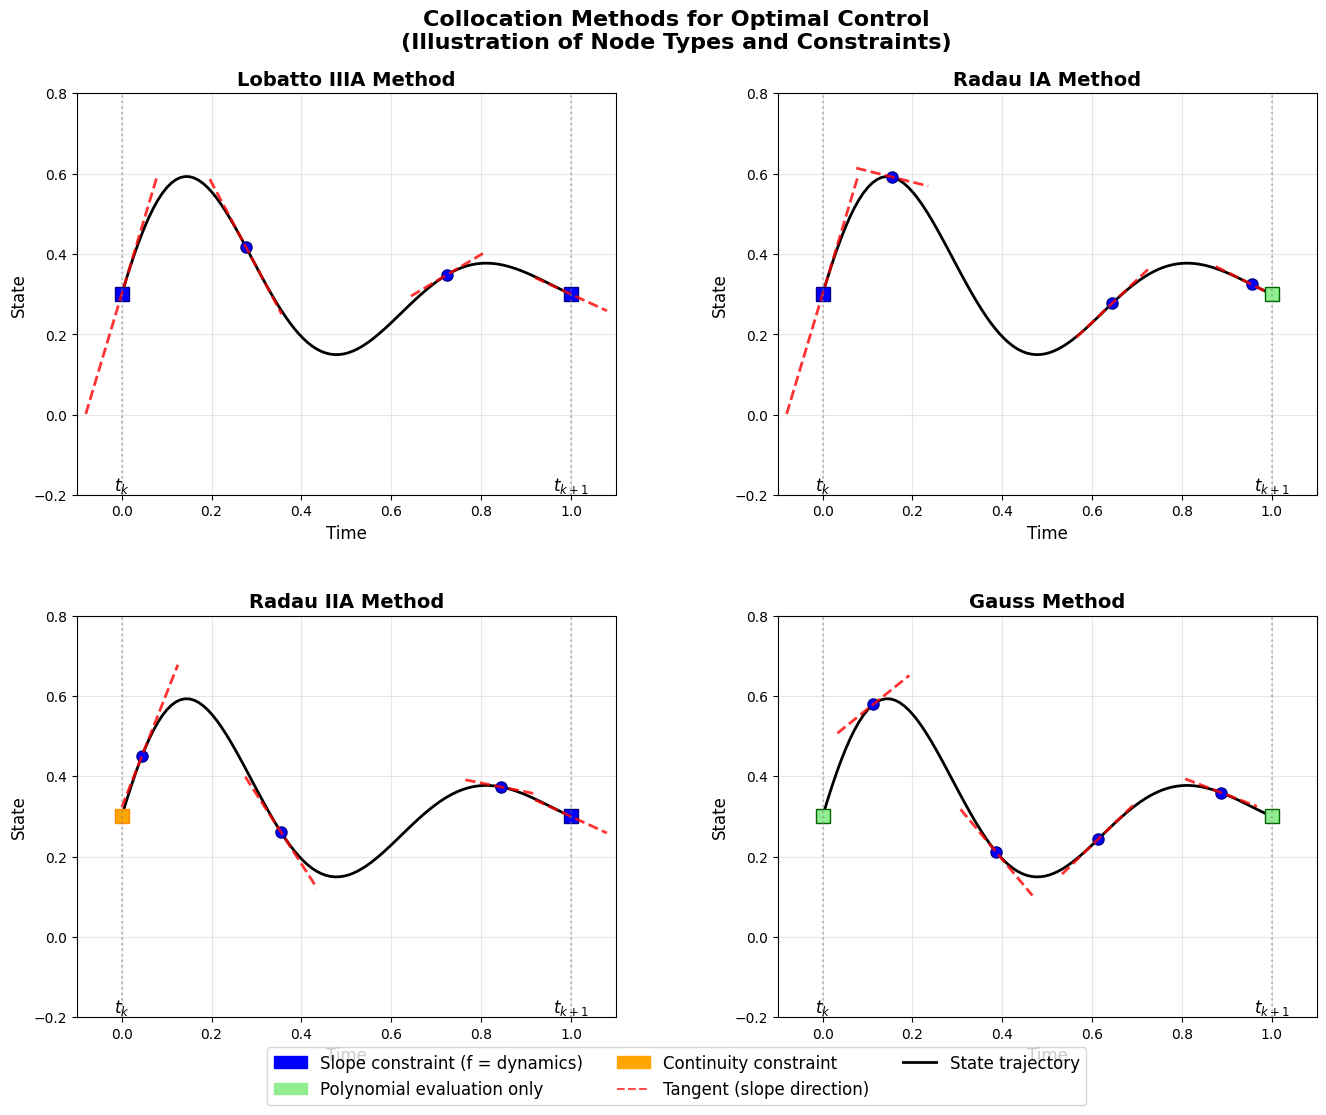 Collocation Methods for Optimal Control
(Illustration of Node Types and Constraints)
Lobatto IIIA Method
0.8
0.6
0.4
0.2
0.0
−0.2
State
t_k
t_{k+1}
0.0 0.2 0.4 0.6 0.8 1.0
Time
Radau IA Method
0.8
0.6
0.4
0.2
0.0
−0.2
State
t_k
t_{k+1}
0.0 0.2 0.4 0.6 0.8 1.0
Time
Radau IIA Method
0.8
0.6
0.4
0.2
0.0
−0.2
State
t_k
t_{k+1}
0.0 0.2 0.4 0.6 0.8 1.0
Time
Gauss Method
0.8
0.6
0.4
0.2
0.0
−0.2
State
t_k
t_{k+1}
0.0 0.2 0.4 0.6 0.8 1.0
Time
Slope constraint (f = dynamics)
Polynomial evaluation only
Continuity constraint
Tangent (slope direction)
State trajectory